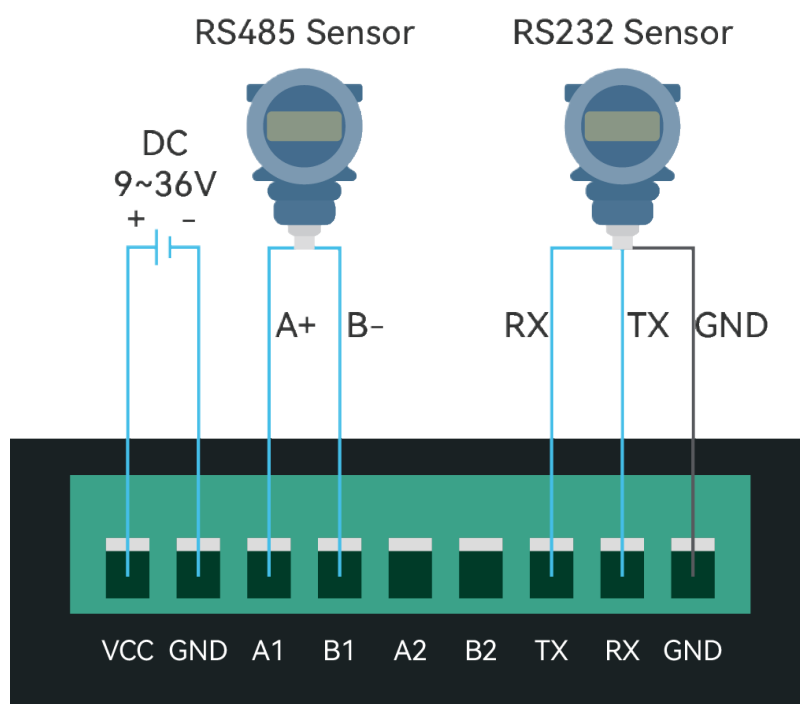 RS485 Sensor
RS232 Sensor
DC
9~36V
+ -
A+
B-
RX
TX
GND
VCC GND A1 B1 A2 B2 TX RX GND